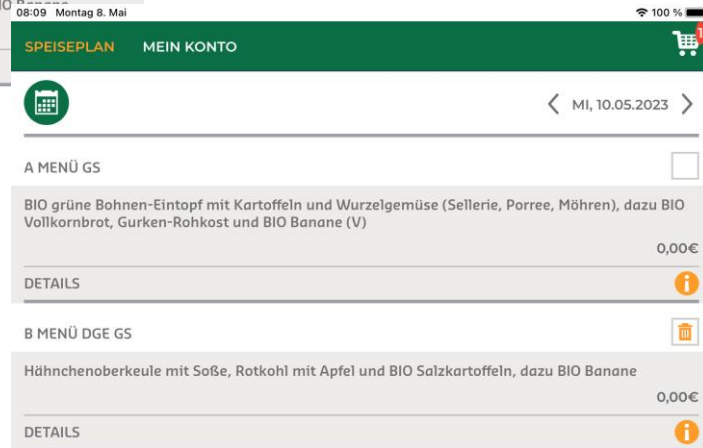 IO Banane
08:09 Montag 8. Mai
100 %
SPEISEPLAN MEIN KONTO
1
MI, 10.05.2023
A MENÜ GS
BIO grüne Bohnen-Eintopf mit Kartoffeln und Wurzelgemüse (Sellerie, Porree, Möhren), dazu BIO
Vollkornbrot, Gurken-Rohkost und BIO Banane (V)
0,00€
DETAILS
B MENÜ DGE GS
Hähnchenoberkeule mit Soße, Rotkohl mit Apfel und BIO Salzkartoffeln, dazu BIO Banane
0,00€
DETAILS